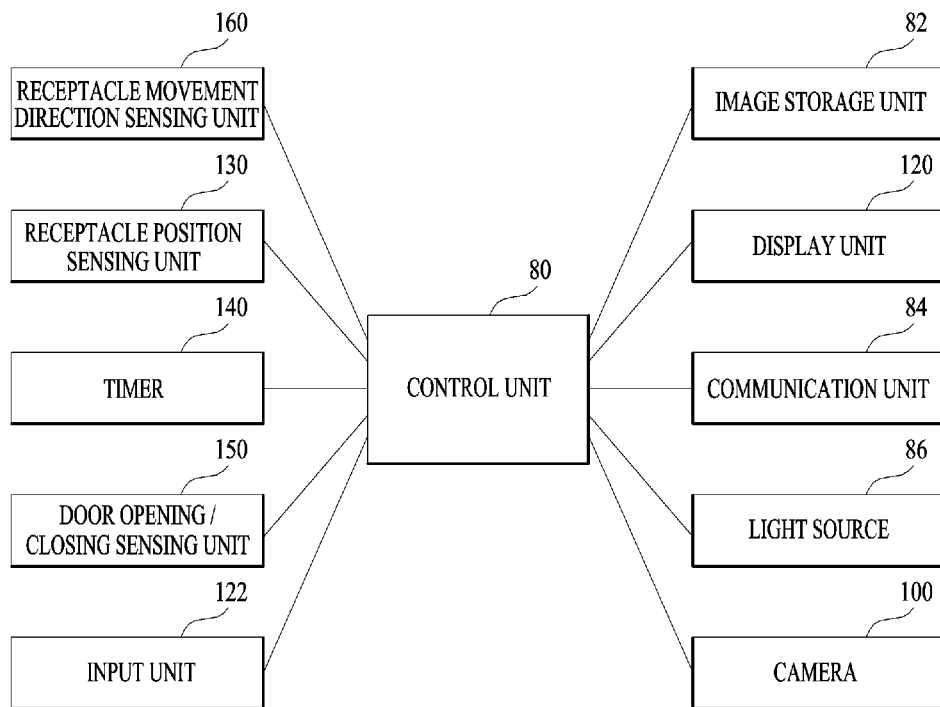 160
RECEPTACLE MOVEMENT
DIRECTION SENSING UNIT
130
RECEPTACLE POSITION
SENSING UNIT
140
TIMER
150
DOOR OPENING /
CLOSING SENSING UNIT
122
INPUT UNIT
80
CONTROL UNIT
82
IMAGE STORAGE UNIT
120
DISPLAY UNIT
84
COMMUNICATION UNIT
86
LIGHT SOURCE
100
CAMERA